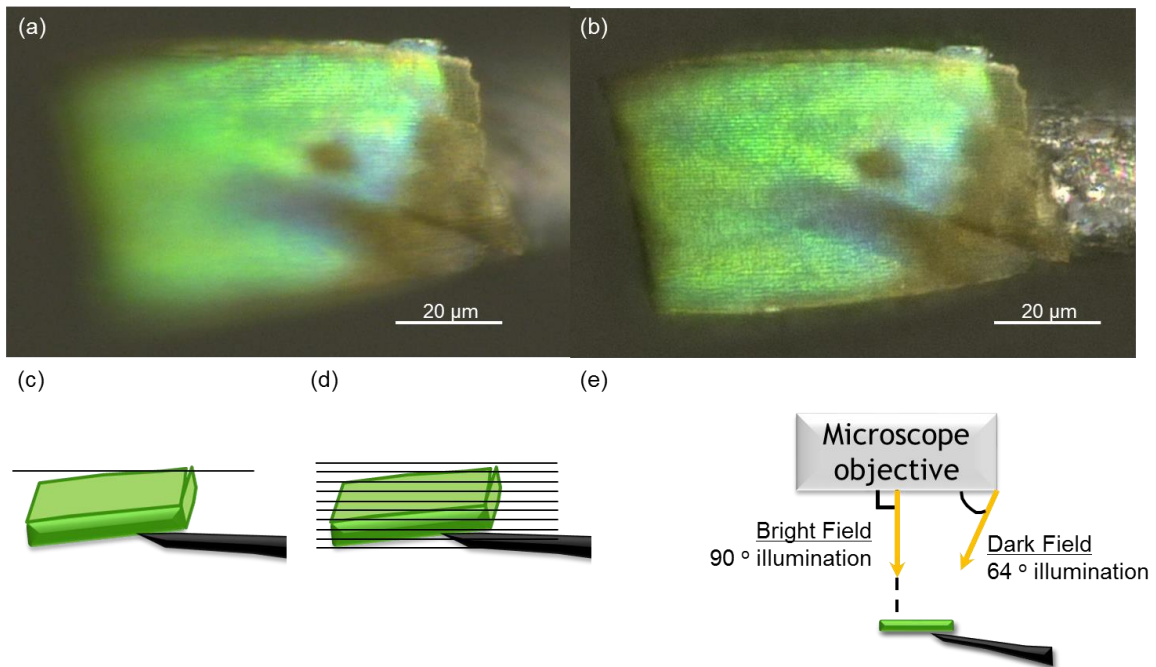 (a)
(b)
20 µm
20 µm
(c)
(d)
(e)
Microscope
objective
Bright Field
90 ° illumination
Dark Field
64 ° illumination